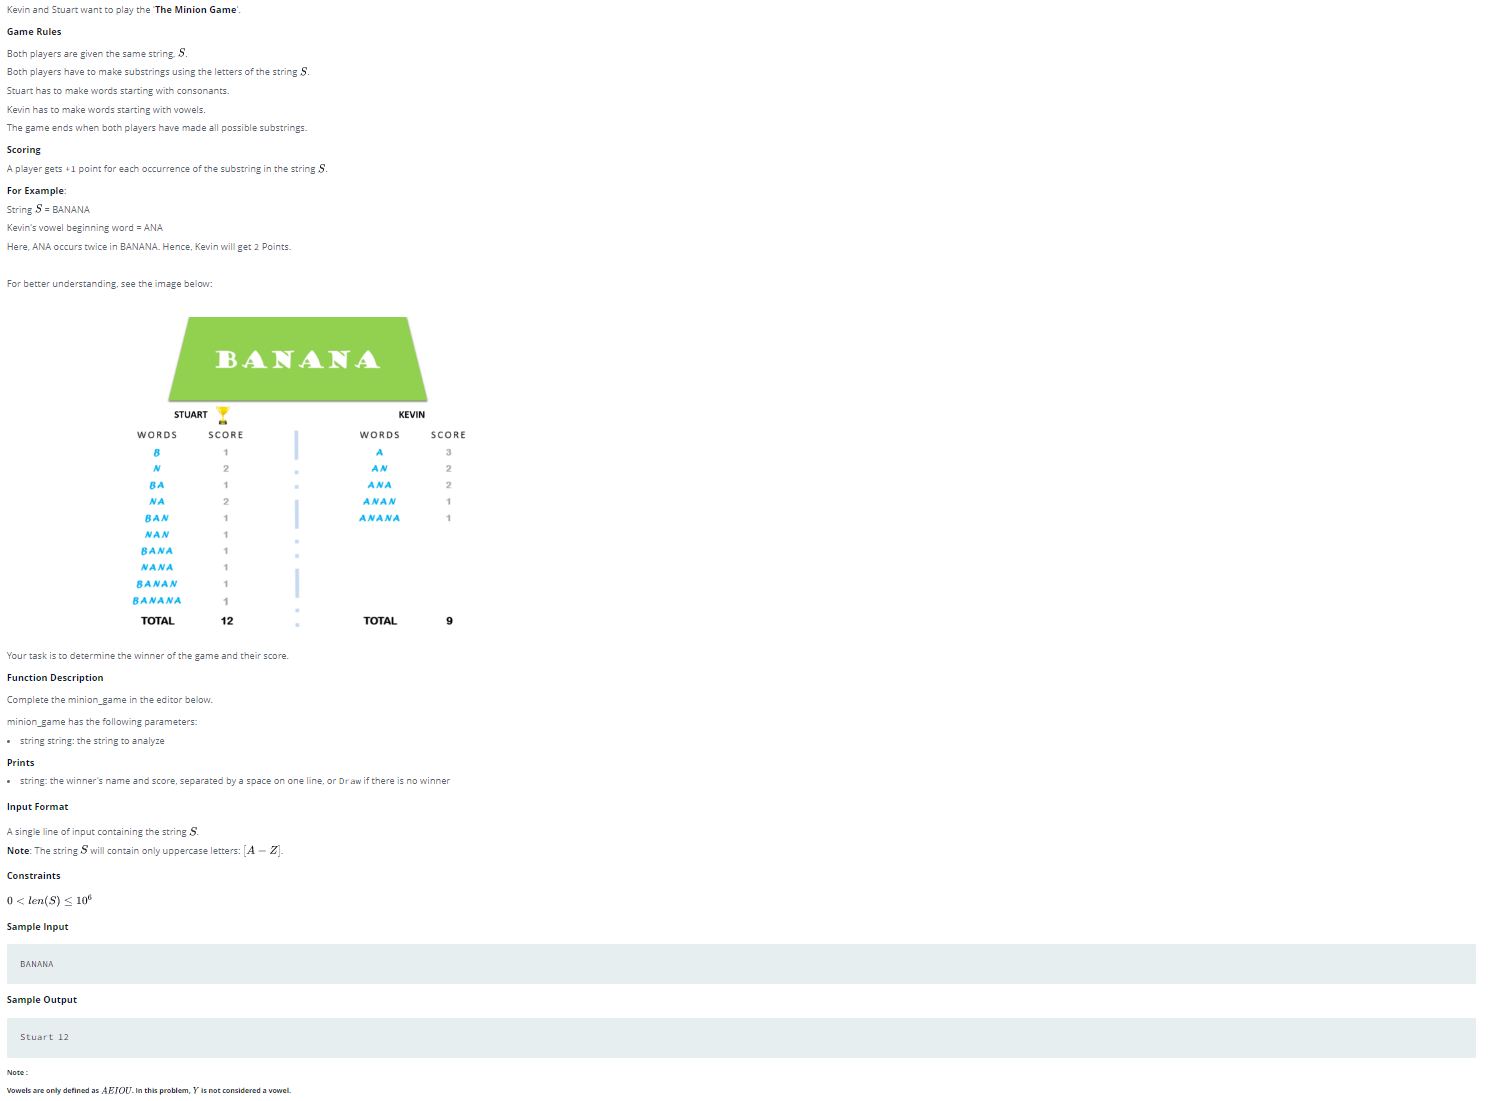 Kevin and Stuart want to play the 'The Minion Game'.
Game Rules
Both players are given the same string, S.
Both players have to make substrings using the letters of the string S.
Stuart has to make words starting with consonants.
Kevin has to make words starting with vowels.
The game ends when both players have made all possible substrings.
Scoring
A player gets +1 point for each occurrence of the substring in the string S.
For Example:
String S = BANANA
Kevin's vowel beginning word = ANA
Here, ANA occurs twice in BANANA. Hence, Kevin will get 2 Points.
For better understanding, see the image below:
BANANA
STUART KEVIN
WORDS SCORE WORDS SCORE
B 1 A 3
N 2 AN 2
BA 1 ANA 2
NA 2 ANAN 1
BAN 1 ANANA 1
NAN 1
BANA 1
NANA 1
BANAN 1
BANANA 1
TOTAL 12 TOTAL 9
Your task is to determine the winner of the game and their score.
Function Description
Complete the minion_game in the editor below.
minion_game has the following parameters:
• string string: the string to analyze
Prints
• string: the winner's name and score, separated by a space on one line, or Draw if there is no winner
Input Format
A single line of input containing the string S.
Note: The string S will contain only uppercase letters: [A − Z].
Constraints
0 < len(S) ≤ 10⁶
Sample Input
BANANA
Sample Output
Stuart 12
Note :
Vowels are only defined as AEIOU. In this problem, Y is not considered a vowel.